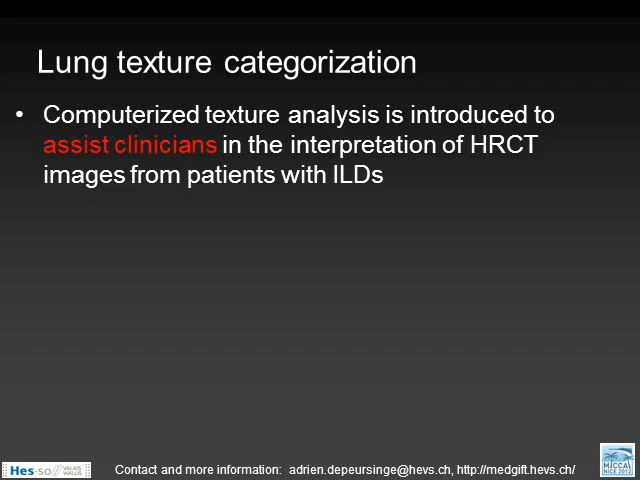 Lung texture categorization
• Computerized texture analysis is introduced to
assist clinicians in the interpretation of HRCT
images from patients with ILDs
Hes·so// VALAIS
WALLIS
Contact and more information: adrien.depeursinge@hevs.ch, http://medgift.hevs.ch/
MICCAI
NICE 2012